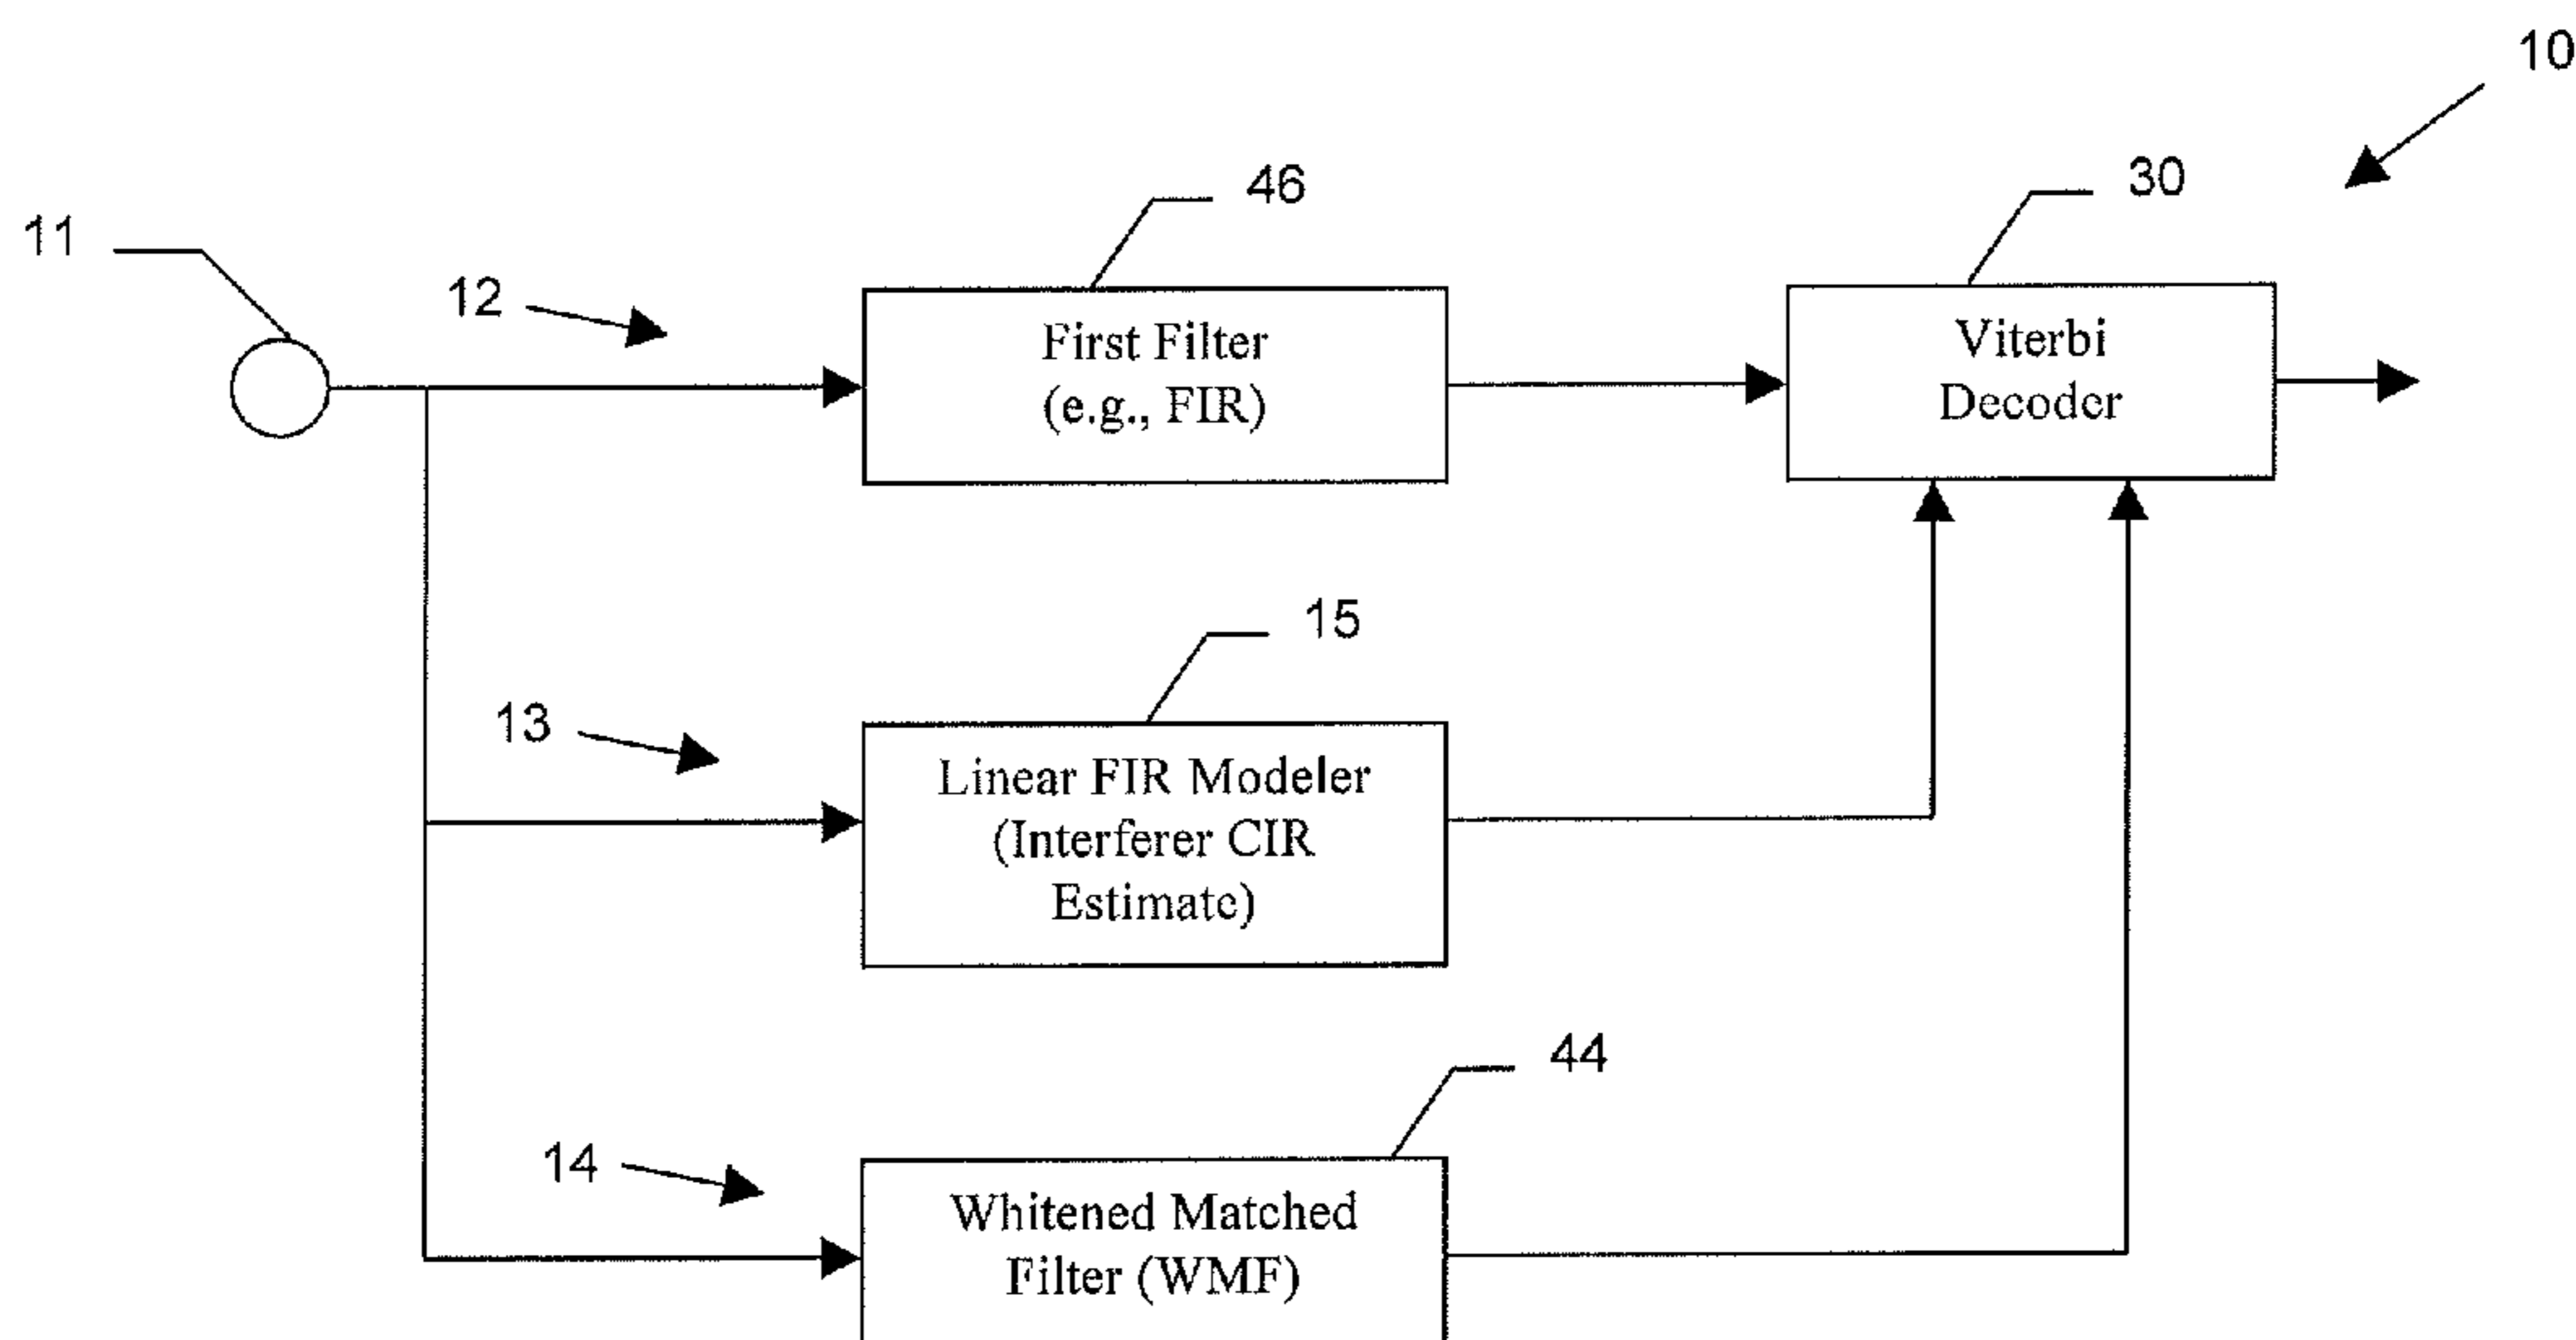 10
46
30
11
12
First Filter
(e.g., FIR)
Viterbi
Decoder
15
13
Linear FIR Modeler
(Interferer CIR
Estimate)
44
14
Whitened Matched
Filter (WMF)